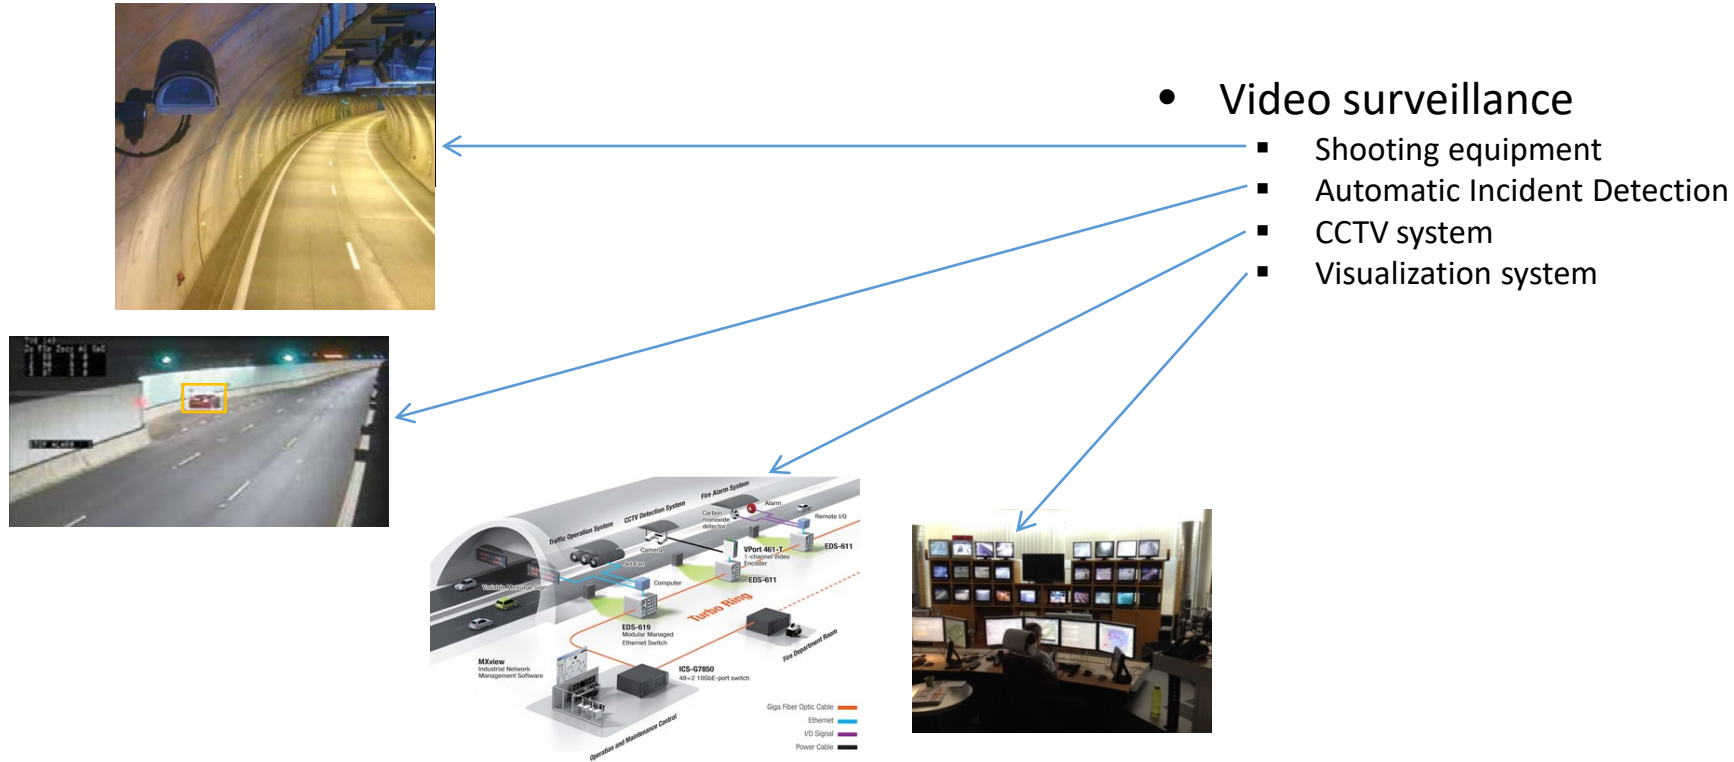 • Video surveillance
▪ Shooting equipment
▪ Automatic Incident Detection
▪ CCTV system
▪ Visualization system
Traffic Operation System
CCTV Detection System
Fire Alarm System
Alarm
Carbon
monoxide
detector
Remote I/O
Camera
VPort 461-T
1-channel Video
Encoder
EDS-611
Jet Fan
EDS-611
Variable Message Sign
Computer
Turbo Ring
EDS-619
Modular Managed
Ethernet Switch
Fire Department Room
MXview
Industrial Network
Management Software
ICS-G7850
48+2 10GbE-port switch
Operation and Maintenance Control
Giga Fiber Optic Cable
Ethernet
I/O Signal
Power Cable